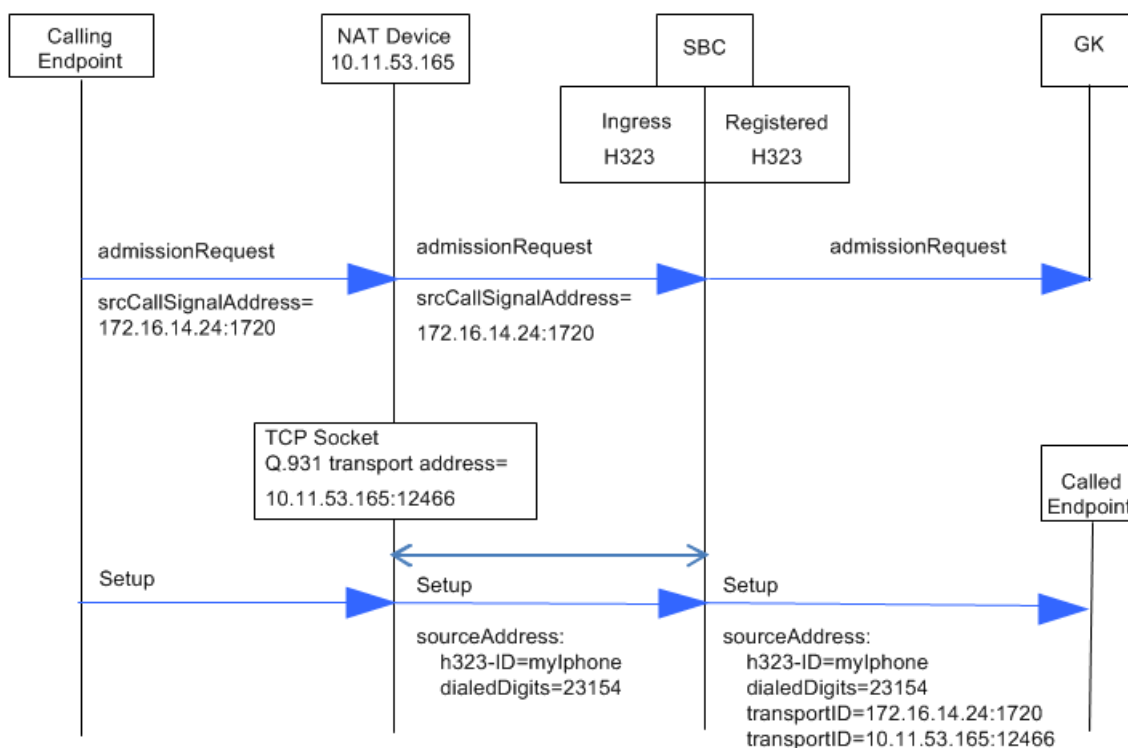 Calling
Endpoint
NAT Device
10.11.53.165
SBC
GK
Ingress
H323
Registered
H323
admissionRequest
admissionRequest
admissionRequest
srcCallSignalAddress=
172.16.14.24:1720
srcCallSignalAddress=
172.16.14.24:1720
TCP Socket
Q.931 transport address=
10.11.53.165:12466
Called
Endpoint
Setup
Setup
Setup
sourceAddress:
h323-ID=myIphone
dialedDigits=23154
sourceAddress:
h323-ID=myIphone
dialedDigits=23154
transportID=172.16.14.24:1720
transportID=10.11.53.165:12466